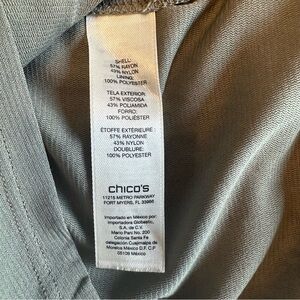 SHELL:
57% RAYON
43% NYLON
LINING:
100% POLYESTER
TELA EXTERIOR:
57% VISCOSA
43% POLIAMIDA
FORRO:
100% POLIÉSTER
ÉTOFFE EXTÉRIEURE :
57% RAYONNE
43% NYLON
DOUBLURE:
100% POLYESTER
chico's
11215 METRO PARKWAY
FORT MYERS, FL 33966
Importado en México por:
Importadora Globastic,
S.A. de C.V.
Mario Pani No. 200
Colonia Santa Fe
delegación Cuajimalpa de
Morelos México D.F. C.P
05109 México